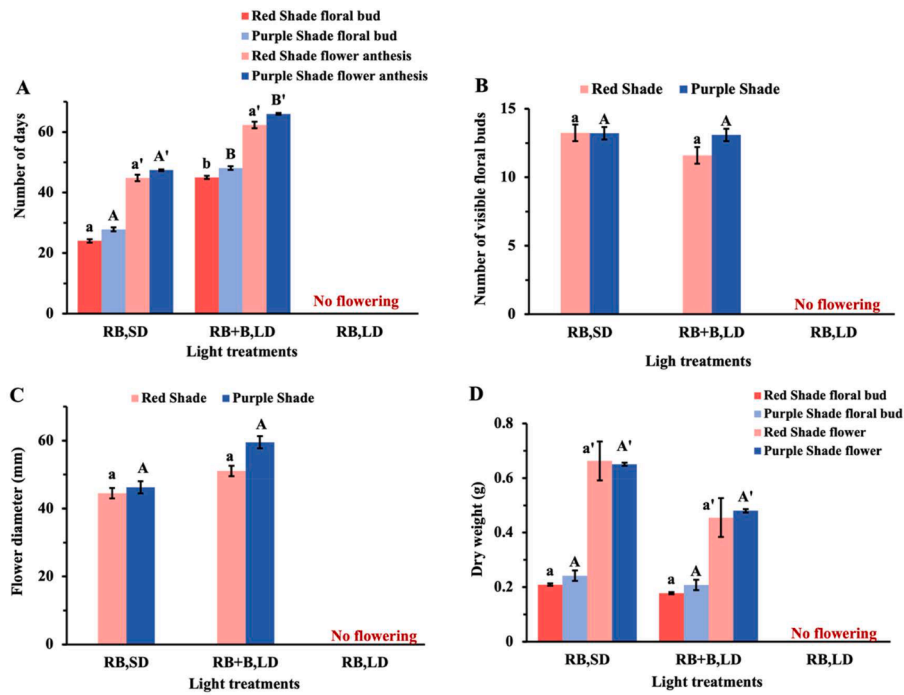 Red Shade floral bud
Purple Shade floral bud
Red Shade flower anthesis
Purple Shade flower anthesis
A
Number of days
60
40
20
0
a
A
a'
A'
b
B
a'
B'
No flowering
RB,SD
RB+B,LD
RB,LD
Light treatments
B
Red Shade
Purple Shade
Number of visible floral buds
15
10
5
0
a
A
a
A
No flowering
RB,SD
RB+B,LD
RB,LD
Ligh treatments
C
Red Shade
Purple Shade
Flower diameter (mm)
60
40
60
0
a
A
a
A
No flowering
RB,SD
RB+B,LD
RB,LD
Light treatments
D
Red Shade floral bud
Purple Shade floral bud
Red Shade flower
Purple Shade flower
Dry weight (g)
0.8
0.6
0.4
0.2
0
a
A
a'
A'
a
A
a'
A'
No flowering
RB,SD
RB+B,LD
RB,LD
Light treatments